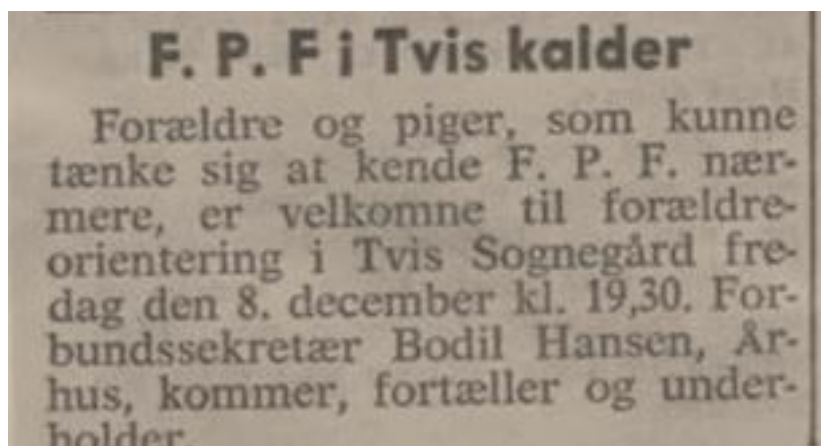 F. P. F i Tvis kalder
Forældre og piger, som kunne
tænke sig at kende F. P. F. nær-
mere, er velkomne til forældre-
orientering i Tvis Sognegård fre-
dag den 8. december kl. 19,30. For-
bundssekretær Bodil Hansen, År-
hus, kommer, fortæller og under-
holder.